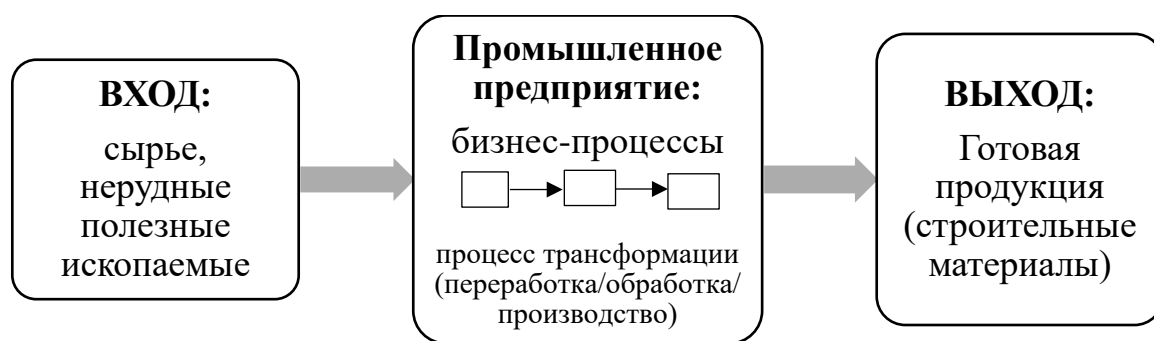 ВХОД:
сырье,
нерудные
полезные
ископаемые
Промышленное
предприятие:
бизнес-процессы
процесс трансформации
(переработка/обработка/
производство)
ВЫХОД:
Готовая
продукция
(строительные
материалы)